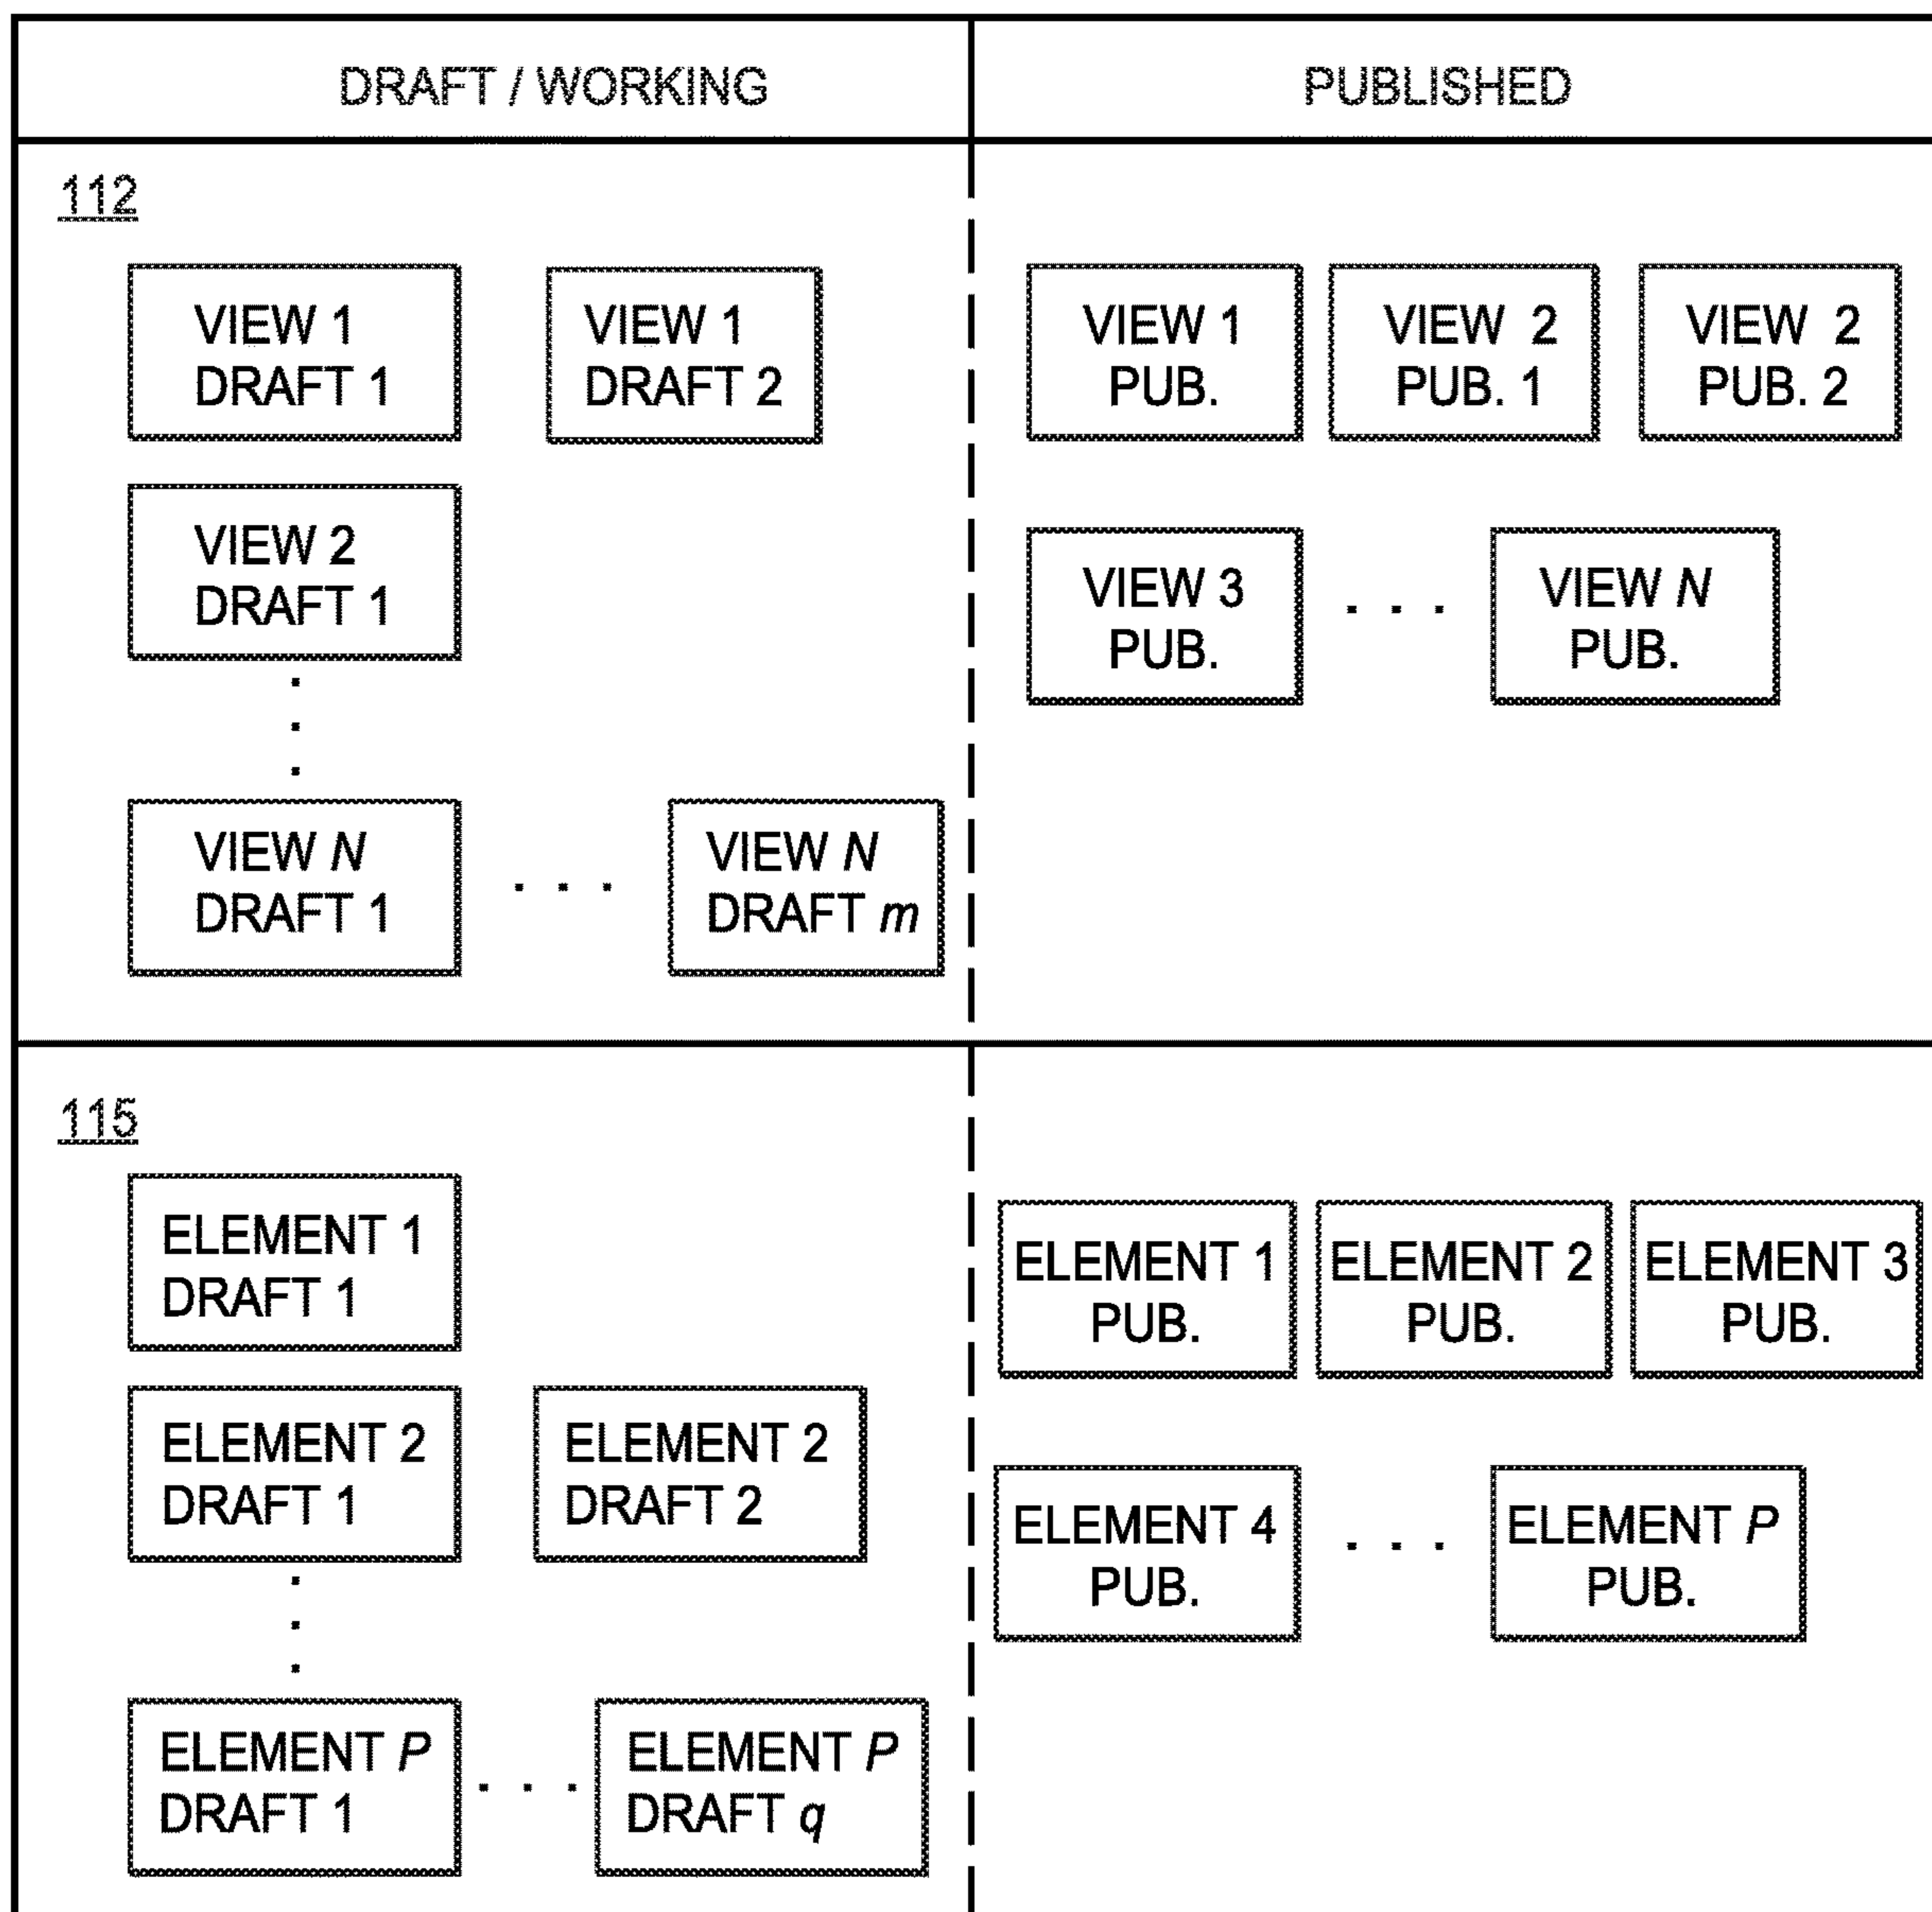 DRAFT / WORKING
PUBLISHED
112
VIEW 1
DRAFT 1
VIEW 1
DRAFT 2
VIEW 2
DRAFT 1
. . .
VIEW N
DRAFT 1
. . .
VIEW N
DRAFT m
VIEW 1
PUB.
VIEW 2
PUB. 1
VIEW 2
PUB. 2
VIEW 3
PUB.
. . .
VIEW N
PUB.
115
ELEMENT 1
DRAFT 1
ELEMENT 2
DRAFT 1
ELEMENT 2
DRAFT 2
. . .
ELEMENT P
DRAFT 1
. . .
ELEMENT P
DRAFT q
ELEMENT 1
PUB.
ELEMENT 2
PUB.
ELEMENT 3
PUB.
ELEMENT 4
PUB.
. . .
ELEMENT P
PUB.